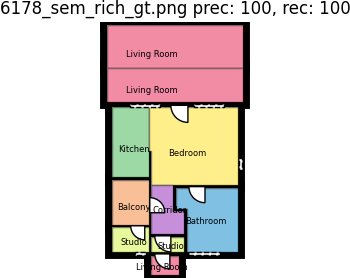 6178_sem_rich_gt.png prec: 100, rec: 100
Living Room
Living Room
Kitchen
Bedroom
Balcony
Corridor
Bathroom
Studio
Studio
Living Room